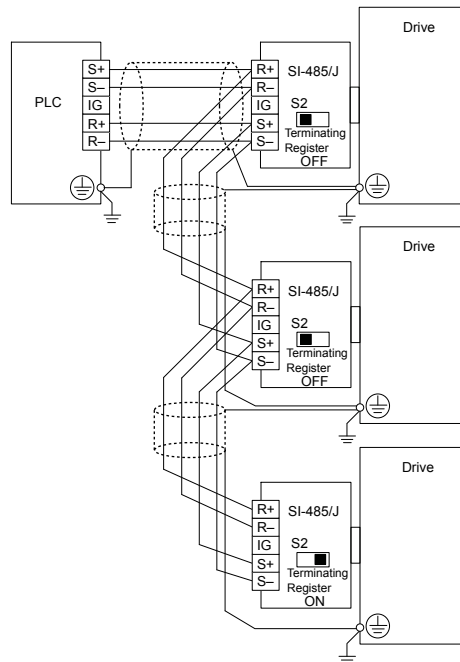 Drive
PLC
S+
S–
IG
R+
R–
R+
R–
IG
S+
S–
SI-485/J
S2
Terminating
Register
OFF
Drive
R+
R–
IG
S+
S–
SI-485/J
S2
Terminating
Register
OFF
Drive
R+
R–
IG
S+
S–
SI-485/J
S2
Terminating
Register
ON